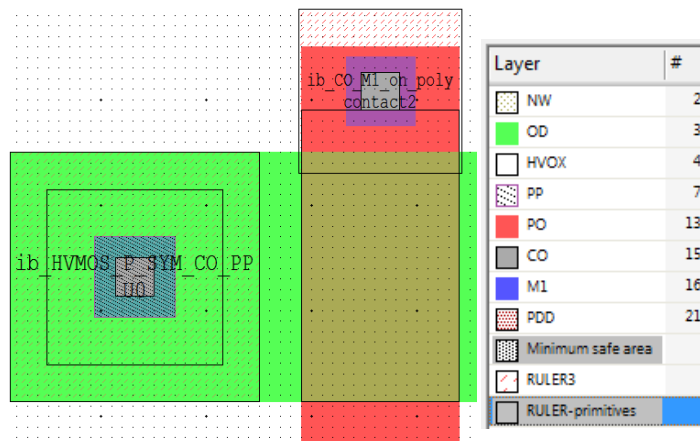 ib_CO_M1_on_poly
contact2
ib_HVMOS_P_SYM_CO_PP
U0
Layer #
NW 2
OD 3
HVOX 4
PP 7
PO 13
CO 15
M1 16
PDD 21
Minimum safe area
RULER3
RULER-primitives